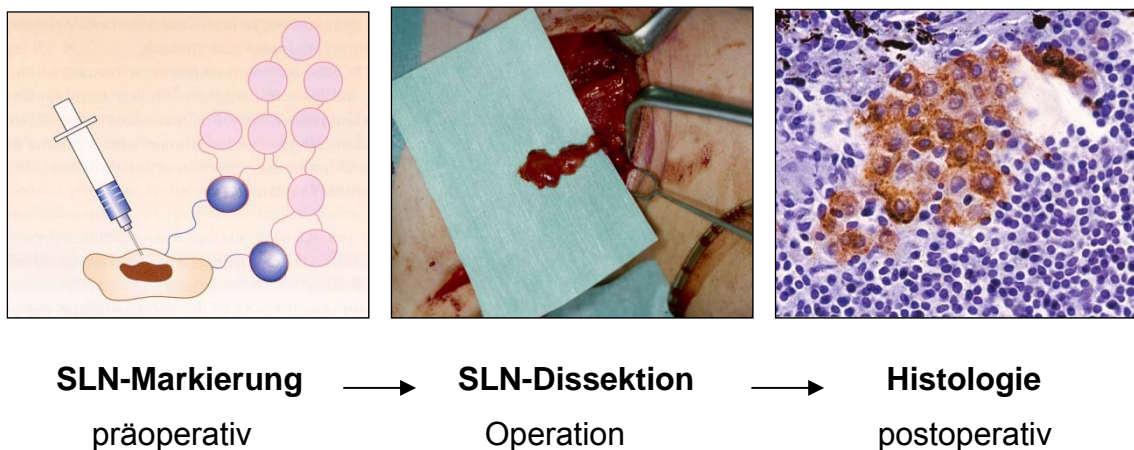 SLN-Markierung → SLN-Dissektion → Histologie
präoperativ Operation postoperativ